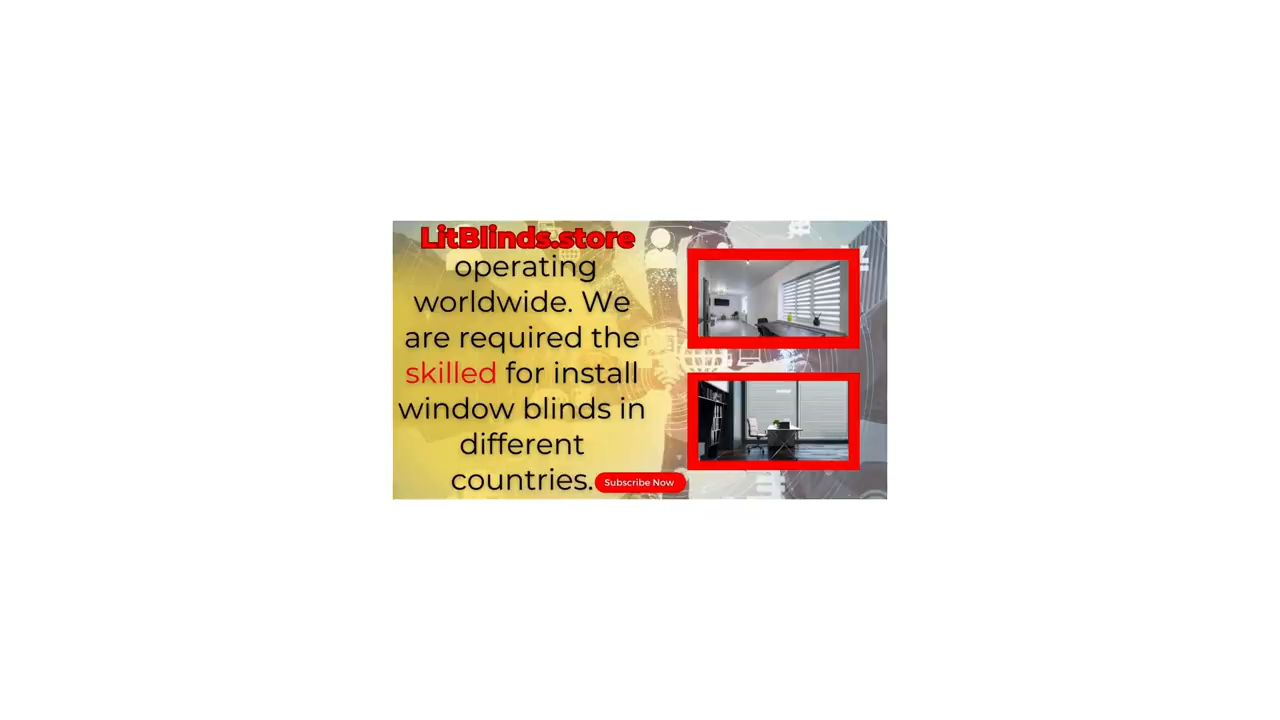 LitBlinds.store
operating
worldwide. We
are required the
skilled for install
window blinds in
different
countries.
Subscribe Now